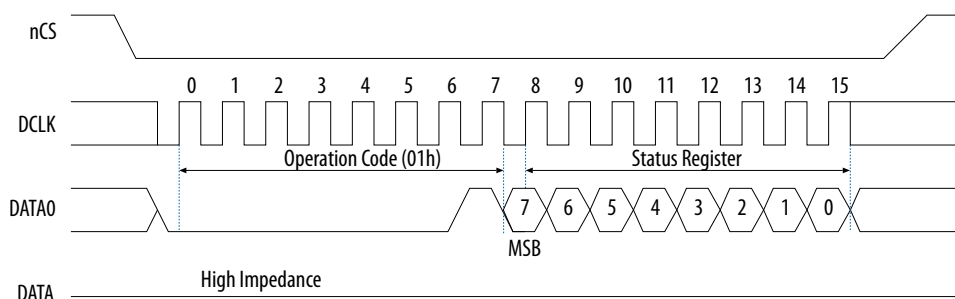 nCS
0 1 2 3 4 5 6 7 8 9 10 11 12 13 14 15
DCLK
Operation Code (01h) Status Register
DATA0
7 6 5 4 3 2 1 0
MSB
High Impedance
DATA